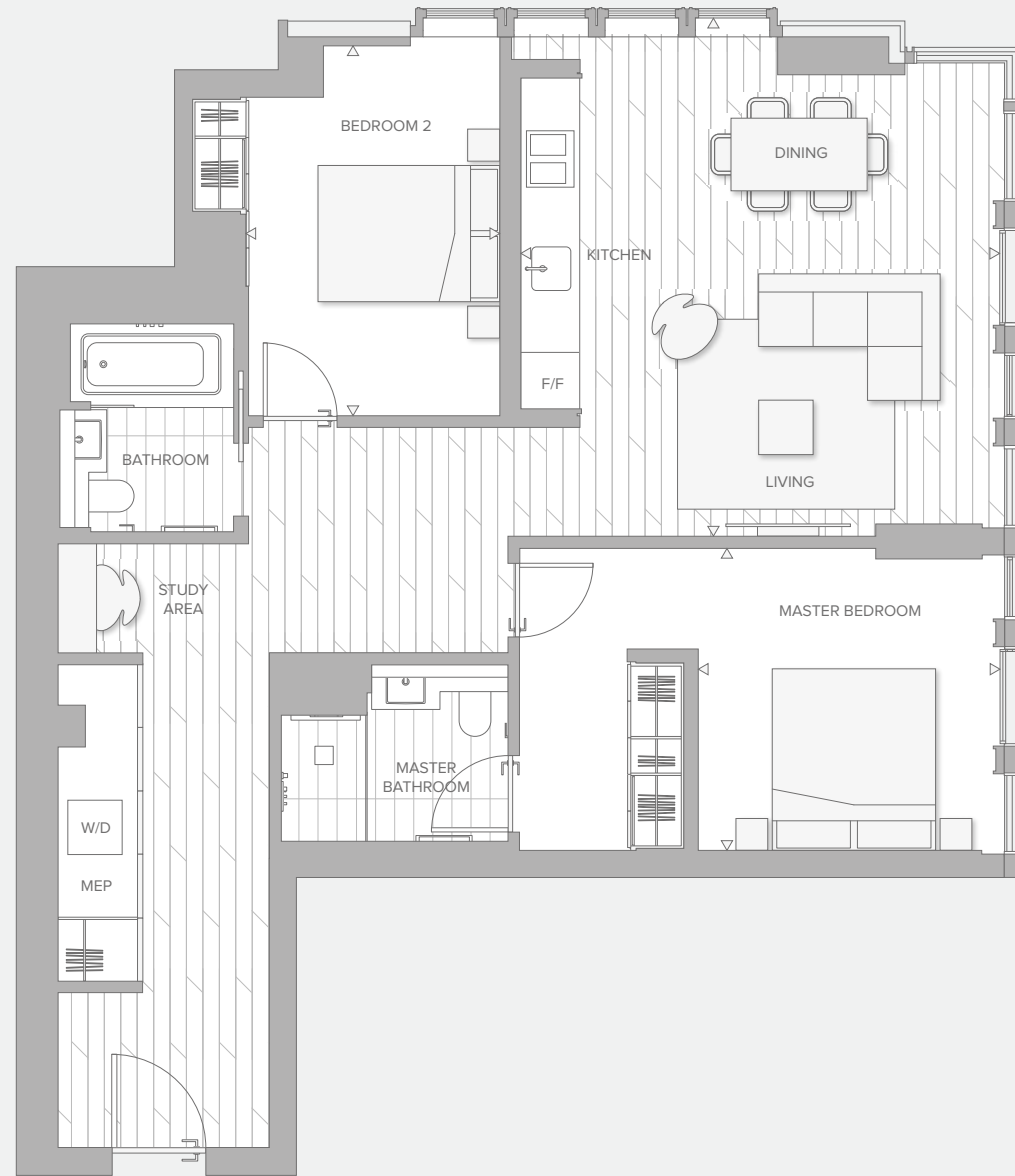 BEDROOM 2
DINING
KITCHEN
F/F
BATHROOM
LIVING
STUDY
AREA
MASTER BEDROOM
MASTER
BATHROOM
W/D
MEP